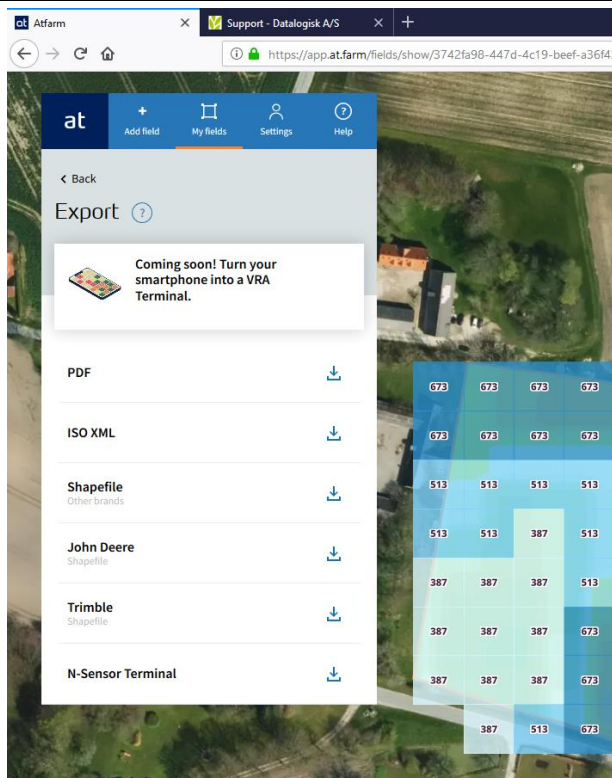 at Atfarm
Support - Datalogisk A/S
https://app.at.farm/fields/show/3742fa98-447d-4c19-beef-a36f4
at
Add field
My fields
Settings
Help
Back
Export
Coming soon! Turn your
smartphone into a VRA
Terminal.
PDF
ISO XML
Shapefile
Other brands
John Deere
Shapefile
Trimble
Shapefile
N-Sensor Terminal
673 673 673 673
673 673 673 673
513 513 513 513
513 513 387 513
387 387 387 513
387 387 387 673
387 387 387 673
387 513 673